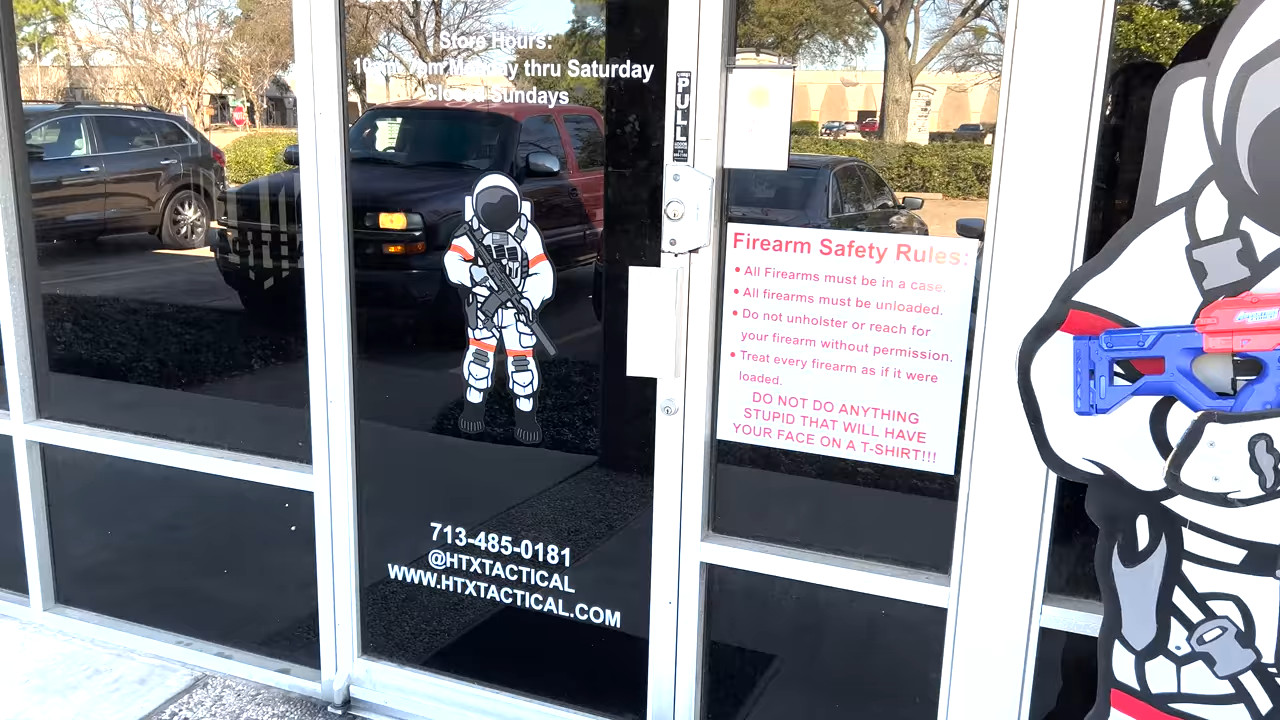 Store Hours:
10am-7pm Monday thru Saturday
Closed Sundays
PULL
Firearm Safety Rules:
• All Firearms must be in a case.
• All firearms must be unloaded.
• Do not unholster or reach for
your firearm without permission.
• Treat every firearm as if it were
loaded.
DO NOT DO ANYTHING
STUPID THAT WILL HAVE
YOUR FACE ON A T-SHIRT!!!
713-485-0181
@HTXTACTICAL
WWW.HTXTACTICAL.COM